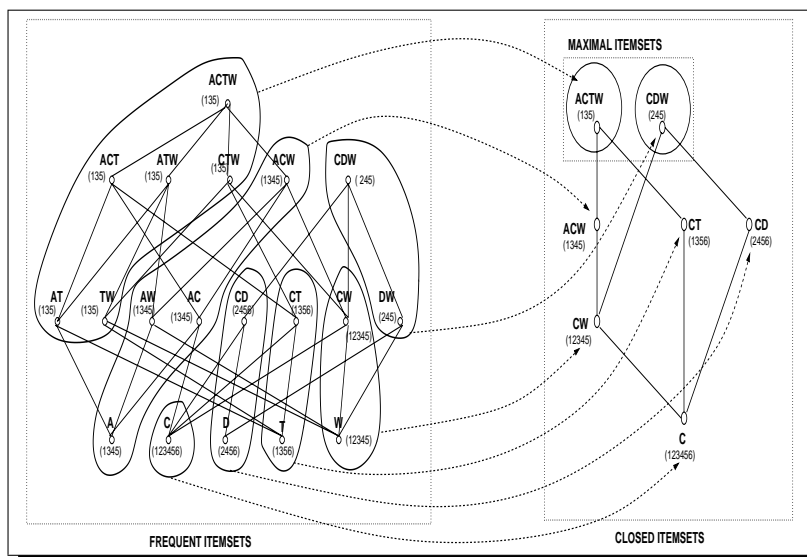 MAXIMAL ITEMSETS
ACTW
(135)
ACTW
(135)
CDW
(245)
ACT
(135)
ATW
(135)
CTW
(135)
ACW
(1345)
CDW
( 245)
ACW
(1345)
CT
(1356)
CD
(2456)
AT
(135)
TW
(135)
AW
(1345)
AC
(1345)
CD
(2456)
CT
(1356)
CW
(12345)
DW
(245)
CW
(12345)
A
(1345)
C
(123456)
D
(2456)
T
(1356)
W
(12345)
C
(123456)
FREQUENT ITEMSETS
CLOSED ITEMSETS